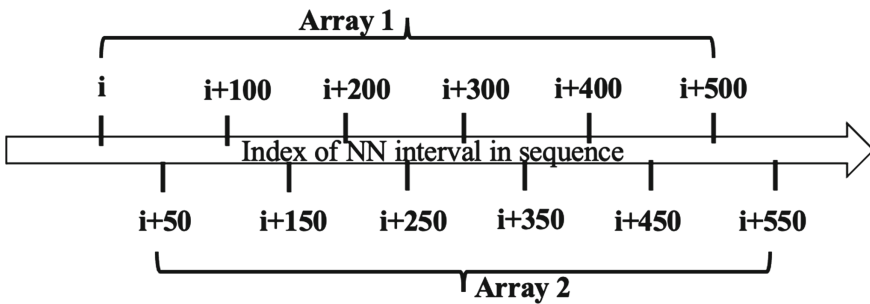 Array 1
i i+100 i+200 i+300 i+400 i+500
Index of NN interval in sequence
i+50 i+150 i+250 i+350 i+450 i+550
Array 2